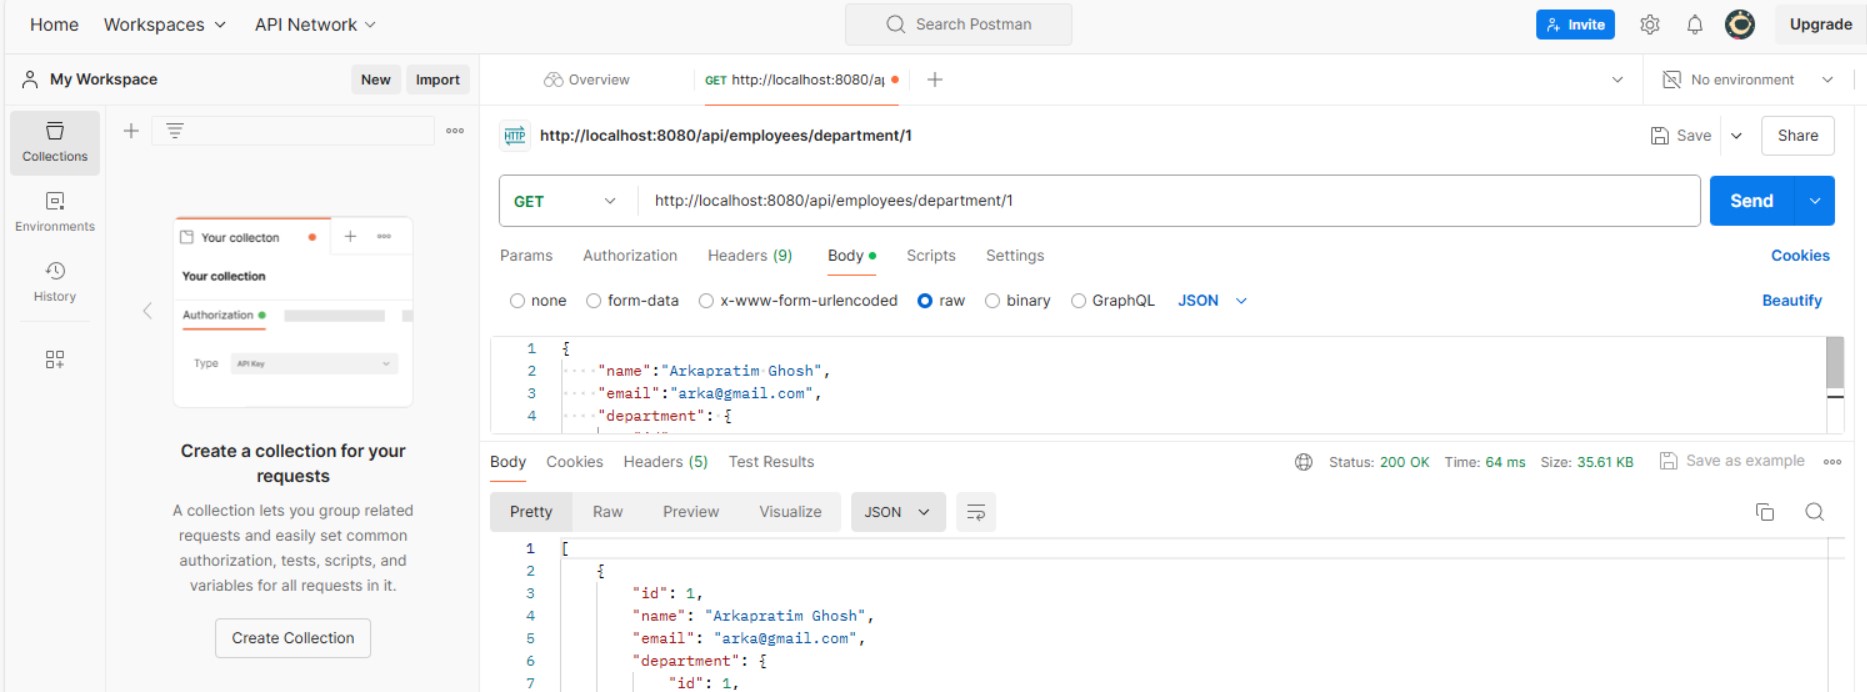 Home Workspaces API Network Search Postman Invite Upgrade
My Workspace New Import Overview GET http://localhost:8080/a + No environment
Collections
Environments
History
Your collecton + ooo
Your collection
Authorization
Type API Key
Create a collection for your
requests
A collection lets you group related
requests and easily set common
authorization, tests, scripts, and
variables for all requests in it.
Create Collection
HTTP http://localhost:8080/api/employees/department/1 Save Share
GET http://localhost:8080/api/employees/department/1 Send
Params Authorization Headers (9) Body Scripts Settings Cookies
none form-data x-www-form-urlencoded raw binary GraphQL JSON Beautify
1 {
2 ····"name":"Arkapratim·Ghosh",
3 ····"email":"arka@gmail.com",
4 ····"department":·{
Body Cookies Headers (5) Test Results Status: 200 OK Time: 64 ms Size: 35.61 KB Save as example
Pretty Raw Preview Visualize JSON
1 [
2 {
3 "id": 1,
4 "name": "Arkapratim Ghosh",
5 "email": "arka@gmail.com",
6 "department": {
7 "id": 1,